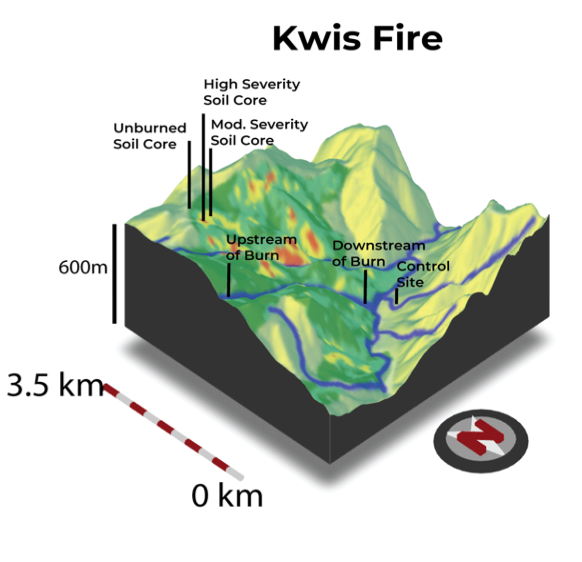 Kwis Fire
High Severity
Soil Core
Unburned
Soil Core
Mod. Severity
Soil Core
Upstream
of Burn
Downstream
of Burn
Control
Site
600m
3.5 km
0 km
N